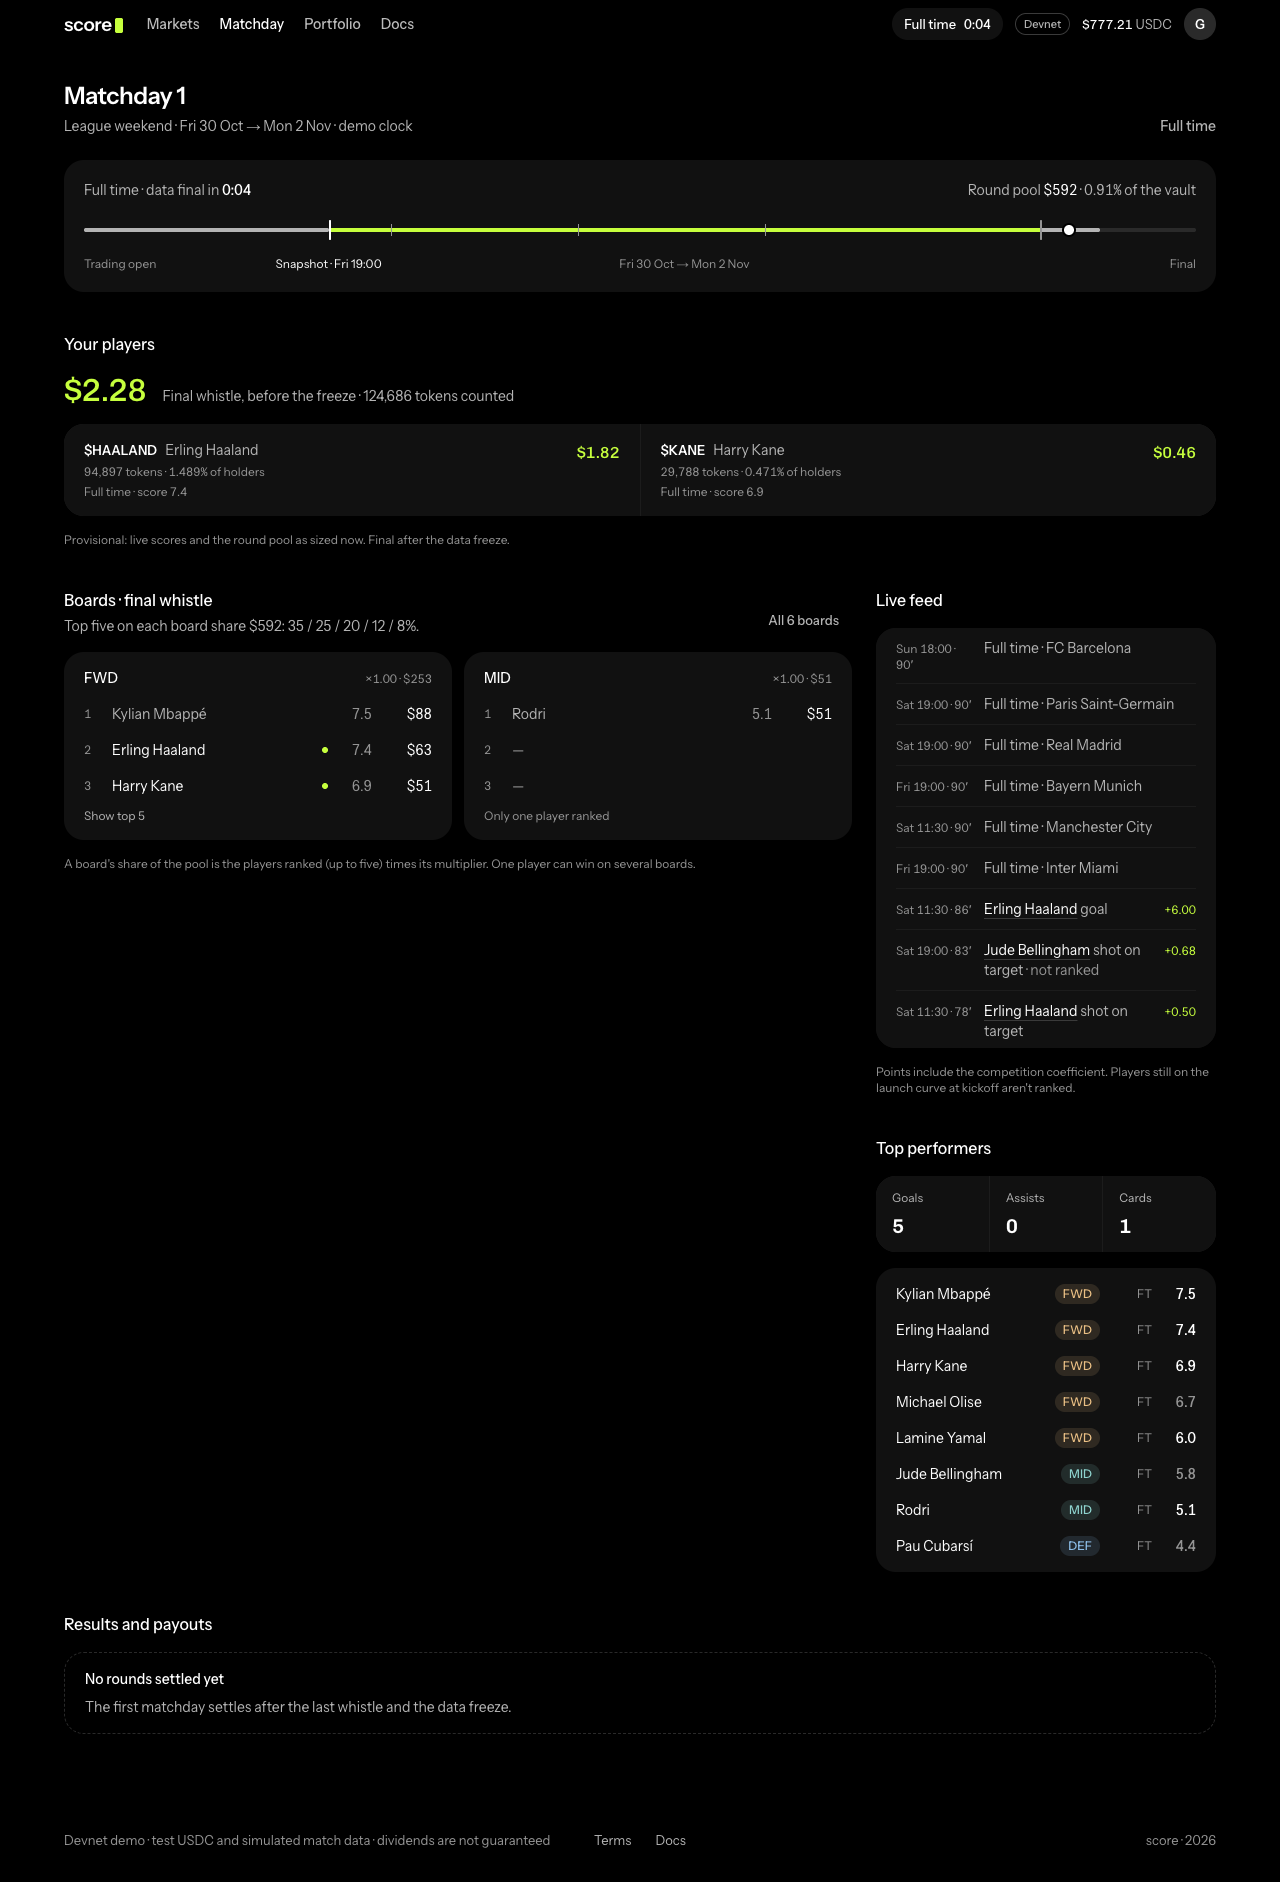 score Markets Matchday Portfolio Docs Full time 0:04 Devnet $777.21 USDC G
Matchday 1
League weekend · Fri 30 Oct → Mon 2 Nov · demo clock Full time
Full time · data final in 0:04 Round pool $592 · 0.91% of the vault
Trading open Snapshot · Fri 19:00 Fri 30 Oct → Mon 2 Nov Final
Your players
$2.28 Final whistle, before the freeze · 124,686 tokens counted
$HAALAND Erling Haaland $1.82
94,897 tokens · 1.489% of holders
Full time · score 7.4
$KANE Harry Kane $0.46
29,788 tokens · 0.471% of holders
Full time · score 6.9
Provisional: live scores and the round pool as sized now. Final after the data freeze.
Boards · final whistle
Top five on each board share $592: 35 / 25 / 20 / 12 / 8%. All 6 boards
FWD ×1.00 · $253
1 Kylian Mbappé 7.5 $88
2 Erling Haaland 7.4 $63
3 Harry Kane 6.9 $51
Show top 5
MID ×1.00 · $51
1 Rodri 5.1 $51
2 —
3 —
Only one player ranked
A board's share of the pool is the players ranked (up to five) times its multiplier. One player can win on several boards.
Live feed
Sun 18:00 · Full time · FC Barcelona
90′
Sat 19:00 · 90′ Full time · Paris Saint-Germain
Sat 19:00 · 90′ Full time · Real Madrid
Fri 19:00 · 90′ Full time · Bayern Munich
Sat 11:30 · 90′ Full time · Manchester City
Fri 19:00 · 90′ Full time · Inter Miami
Sat 11:30 · 86′ Erling Haaland goal +6.00
Sat 19:00 · 83′ Jude Bellingham shot on +0.68
target · not ranked
Sat 11:30 · 78′ Erling Haaland shot on +0.50
target
Points include the competition coefficient. Players still on the
launch curve at kickoff aren't ranked.
Top performers
Goals Assists Cards
5 0 1
Kylian Mbappé FWD FT 7.5
Erling Haaland FWD FT 7.4
Harry Kane FWD FT 6.9
Michael Olise FWD FT 6.7
Lamine Yamal FWD FT 6.0
Jude Bellingham MID FT 5.8
Rodri MID FT 5.1
Pau Cubarsí DEF FT 4.4
Results and payouts
No rounds settled yet
The first matchday settles after the last whistle and the data freeze.
Devnet demo · test USDC and simulated match data · dividends are not guaranteed Terms Docs score · 2026